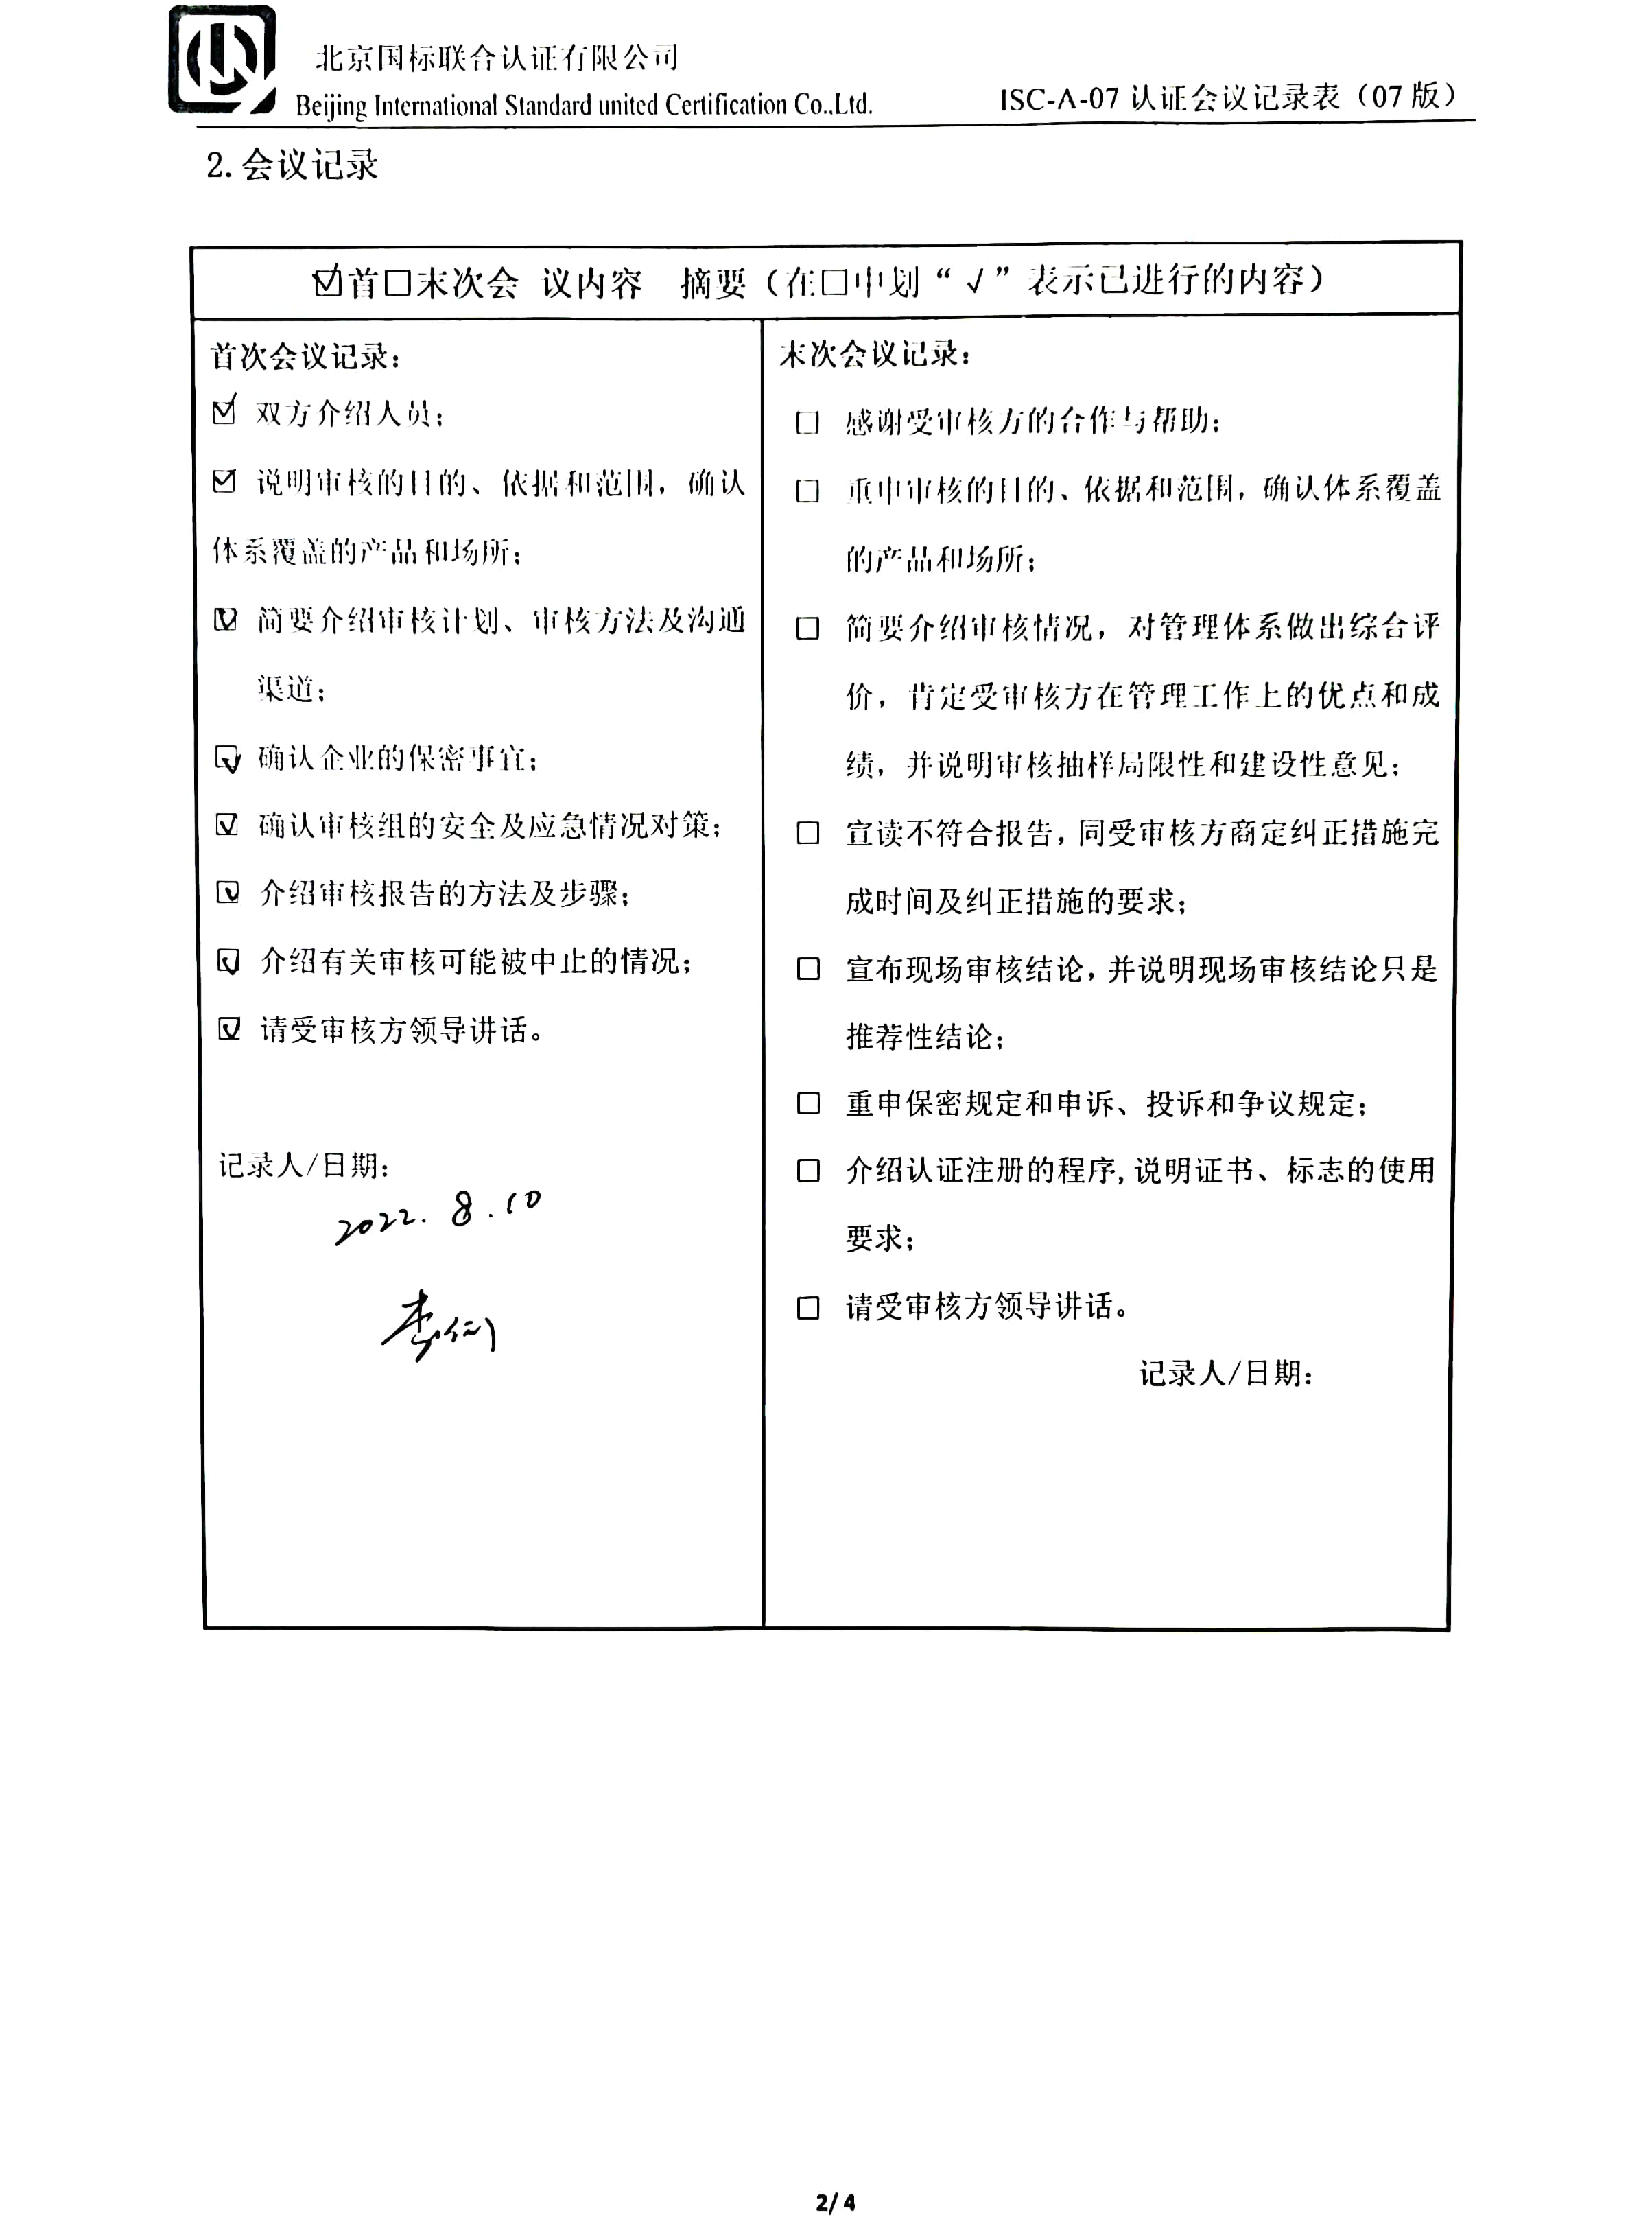 北京国标联合认证有限公司
Beijing International Standard united Certification Co.,Ltd.
ISC-A-07 认证会议记录表（07 版）
2.会议记录
☑首☐末次会 议内容 摘要（在☐中划“√”表示已进行的内容）
首次会议记录：
☑ 双方介绍人员；
☑ 说明审核的目的、依据和范围，确认
体系覆盖的产品和场所；
☑ 简要介绍审核计划、审核方法及沟通
渠道；
☑ 确认企业的保密事宜；
☑ 确认审核组的安全及应急情况对策；
☑ 介绍审核报告的方法及步骤；
☑ 介绍有关审核可能被中止的情况；
☑ 请受审核方领导讲话。
记录人/日期：
2022.8.10
末次会议记录：
☐ 感谢受审核方的合作与帮助；
☐ 重申审核的目的、依据和范围，确认体系覆盖
的产品和场所；
☐ 简要介绍审核情况，对管理体系做出综合评
价，肯定受审核方在管理工作上的优点和成
绩，并说明审核抽样局限性和建设性意见；
☐ 宣读不符合报告，同受审核方商定纠正措施完
成时间及纠正措施的要求；
☐ 宣布现场审核结论，并说明现场审核结论只是
推荐性结论；
☐ 重申保密规定和申诉、投诉和争议规定；
☐ 介绍认证注册的程序,说明证书、标志的使用
要求；
☐ 请受审核方领导讲话。
记录人/日期：
2/4